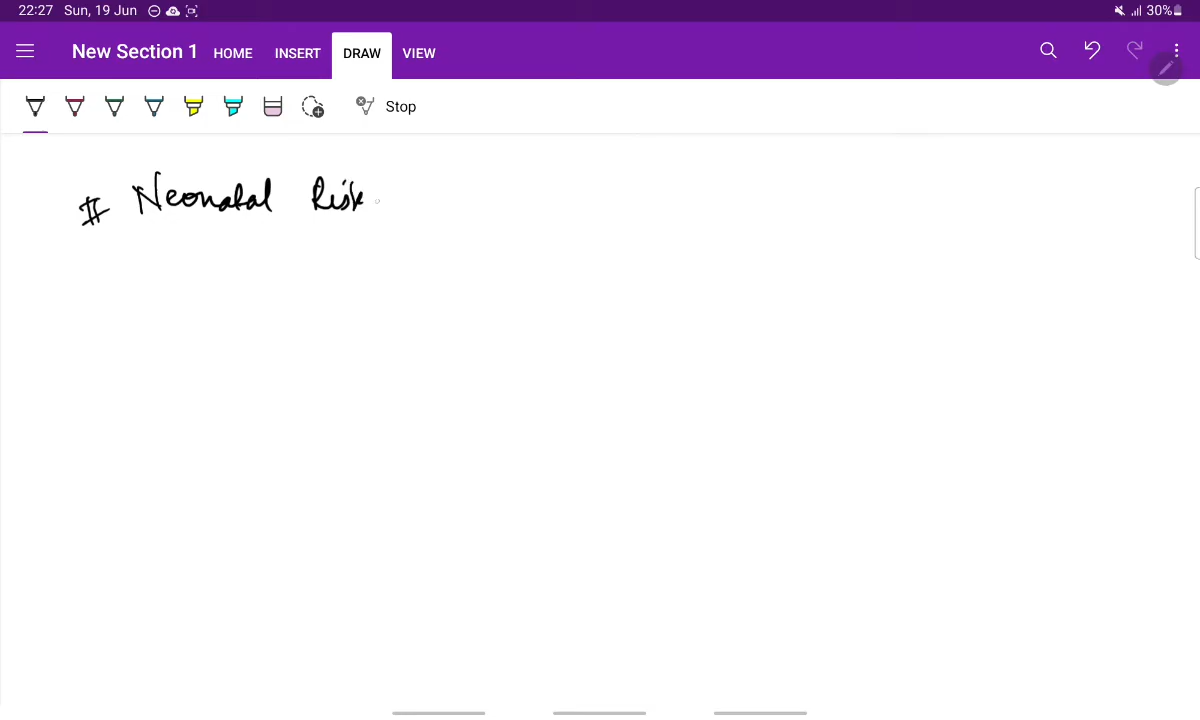 22:27 Sun, 19 Jun 30%
New Section 1 HOME INSERT DRAW VIEW
Stop
# Neonatal Risk